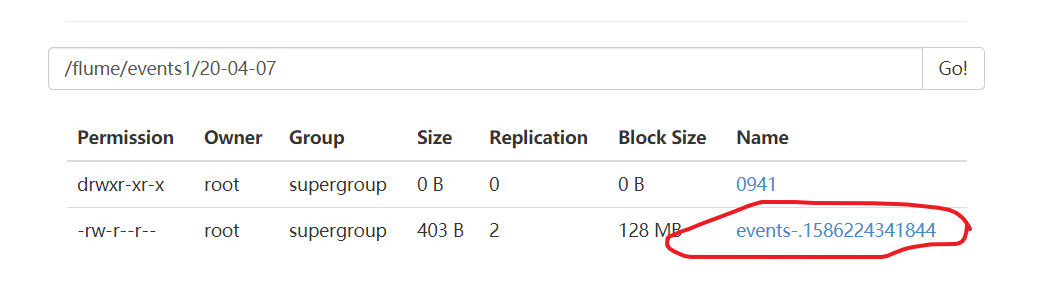 /flume/events1/20-04-07 Go!
Permission Owner Group Size Replication Block Size Name
drwxr-xr-x root supergroup 0 B 0 0 B 0941
-rw-r--r-- root supergroup 403 B 2 128 MB events-.1586224341844